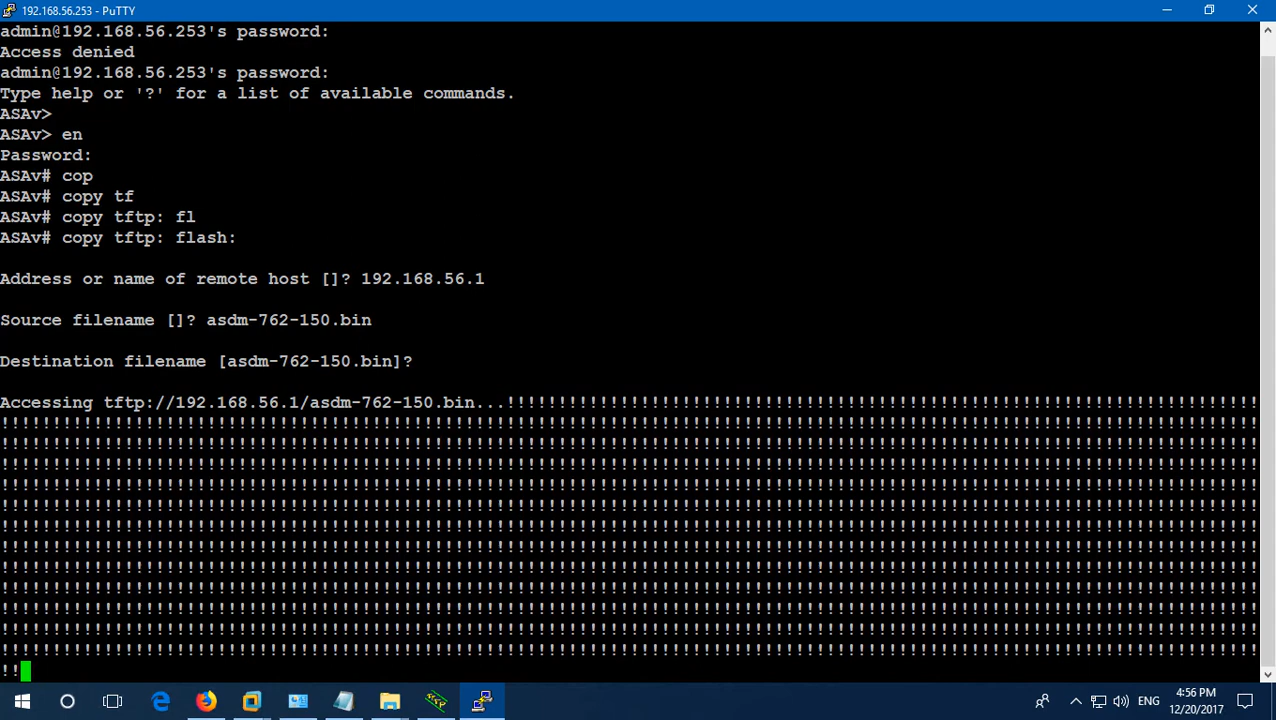 192.168.56.253 - PuTTY
admin@192.168.56.253's password:
Access denied
admin@192.168.56.253's password:
Type help or '?' for a list of available commands.
ASAv>
ASAv> en
Password:
ASAv# cop
ASAv# copy tf
ASAv# copy tftp: fl
ASAv# copy tftp: flash:
Address or name of remote host []? 192.168.56.1
Source filename []? asdm-762-150.bin
Destination filename [asdm-762-150.bin]?
Accessing tftp://192.168.56.1/asdm-762-150.bin...!!!!!!!!!!!!!!!!!!!!!!!!!!!!!!!!!!!!!!!!!!!!!!!!!!!!!!!!!!!!!!!!!!!!!!!!!
!!!!!!!!!!!!!!!!!!!!!!!!!!!!!!!!!!!!!!!!!!!!!!!!!!!!!!!!!!!!!!!!!!!!!!!!!!!!!!!!!!!!!!!!!!!!!!!!!!!!!!!!!!!!!!!!!!!!!!!!!!
!!!!!!!!!!!!!!!!!!!!!!!!!!!!!!!!!!!!!!!!!!!!!!!!!!!!!!!!!!!!!!!!!!!!!!!!!!!!!!!!!!!!!!!!!!!!!!!!!!!!!!!!!!!!!!!!!!!!!!!!!!
!!!!!!!!!!!!!!!!!!!!!!!!!!!!!!!!!!!!!!!!!!!!!!!!!!!!!!!!!!!!!!!!!!!!!!!!!!!!!!!!!!!!!!!!!!!!!!!!!!!!!!!!!!!!!!!!!!!!!!!!!!
!!!!!!!!!!!!!!!!!!!!!!!!!!!!!!!!!!!!!!!!!!!!!!!!!!!!!!!!!!!!!!!!!!!!!!!!!!!!!!!!!!!!!!!!!!!!!!!!!!!!!!!!!!!!!!!!!!!!!!!!!!
!!!!!!!!!!!!!!!!!!!!!!!!!!!!!!!!!!!!!!!!!!!!!!!!!!!!!!!!!!!!!!!!!!!!!!!!!!!!!!!!!!!!!!!!!!!!!!!!!!!!!!!!!!!!!!!!!!!!!!!!!!
!!!!!!!!!!!!!!!!!!!!!!!!!!!!!!!!!!!!!!!!!!!!!!!!!!!!!!!!!!!!!!!!!!!!!!!!!!!!!!!!!!!!!!!!!!!!!!!!!!!!!!!!!!!!!!!!!!!!!!!!!!
!!!!!!!!!!!!!!!!!!!!!!!!!!!!!!!!!!!!!!!!!!!!!!!!!!!!!!!!!!!!!!!!!!!!!!!!!!!!!!!!!!!!!!!!!!!!!!!!!!!!!!!!!!!!!!!!!!!!!!!!!!
!!!!!!!!!!!!!!!!!!!!!!!!!!!!!!!!!!!!!!!!!!!!!!!!!!!!!!!!!!!!!!!!!!!!!!!!!!!!!!!!!!!!!!!!!!!!!!!!!!!!!!!!!!!!!!!!!!!!!!!!!!
!!!!!!!!!!!!!!!!!!!!!!!!!!!!!!!!!!!!!!!!!!!!!!!!!!!!!!!!!!!!!!!!!!!!!!!!!!!!!!!!!!!!!!!!!!!!!!!!!!!!!!!!!!!!!!!!!!!!!!!!!!
!!!!!!!!!!!!!!!!!!!!!!!!!!!!!!!!!!!!!!!!!!!!!!!!!!!!!!!!!!!!!!!!!!!!!!!!!!!!!!!!!!!!!!!!!!!!!!!!!!!!!!!!!!!!!!!!!!!!!!!!!!
!!!!!!!!!!!!!!!!!!!!!!!!!!!!!!!!!!!!!!!!!!!!!!!!!!!!!!!!!!!!!!!!!!!!!!!!!!!!!!!!!!!!!!!!!!!!!!!!!!!!!!!!!!!!!!!!!!!!!!!!!!
!!!!!!!!!!!!!!!!!!!!!!!!!!!!!!!!!!!!!!!!!!!!!!!!!!!!!!!!!!!!!!!!!!!!!!!!!!!!!!!!!!!!!!!!!!!!!!!!!!!!!!!!!!!!!!!!!!!!!!!!!!
!!
ENG
4:56 PM
12/20/2017